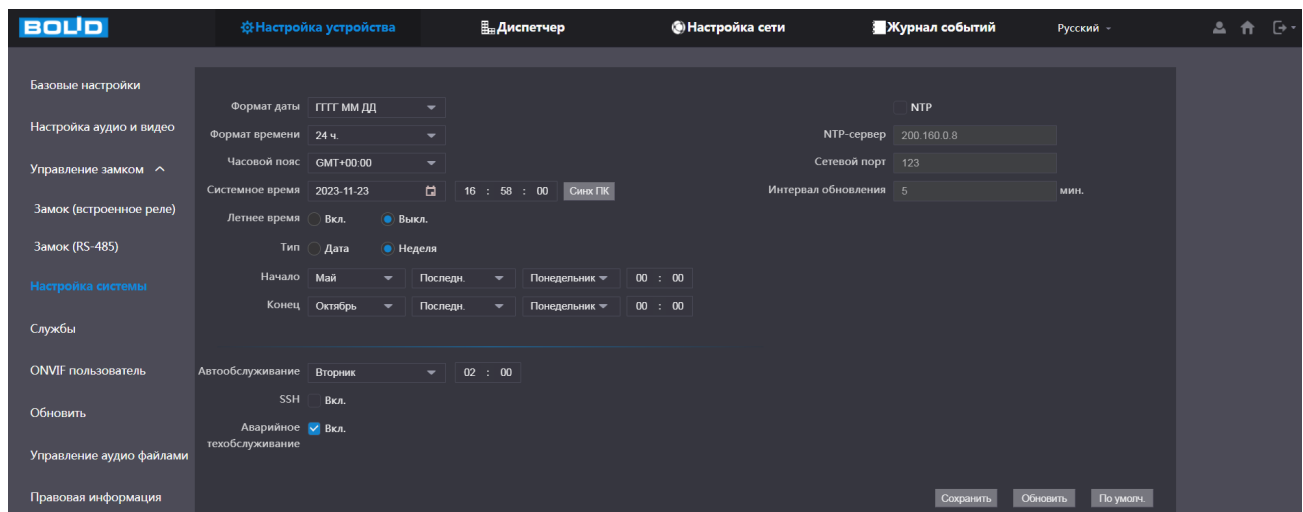 BOLID Настройка устройства Диспетчер Настройка сети Журнал событий Русский
Базовые настройки
Настройка аудио и видео
Управление замком
Замок (встроенное реле)
Замок (RS-485)
Настройка системы
Службы
ONVIF пользователь
Обновить
Управление аудио файлами
Правовая информация
Формат даты ГГГГ ММ ДД
Формат времени 24 ч.
Часовой пояс GMT+00:00
Системное время 2023-11-23 16 : 58 : 00 Синх ПК
Летнее время Вкл. Выкл.
Тип Дата Неделя
Начало Май Последн. Понедельник 00 : 00
Конец Октябрь Последн. Понедельник 00 : 00
NTP
NTP-сервер 200.160.0.8
Сетевой порт 123
Интервал обновления 5 мин.
Автообслуживание Вторник 02 : 00
SSH Вкл.
Аварийное Вкл.
техобслуживание
Сохранить Обновить По умолч.